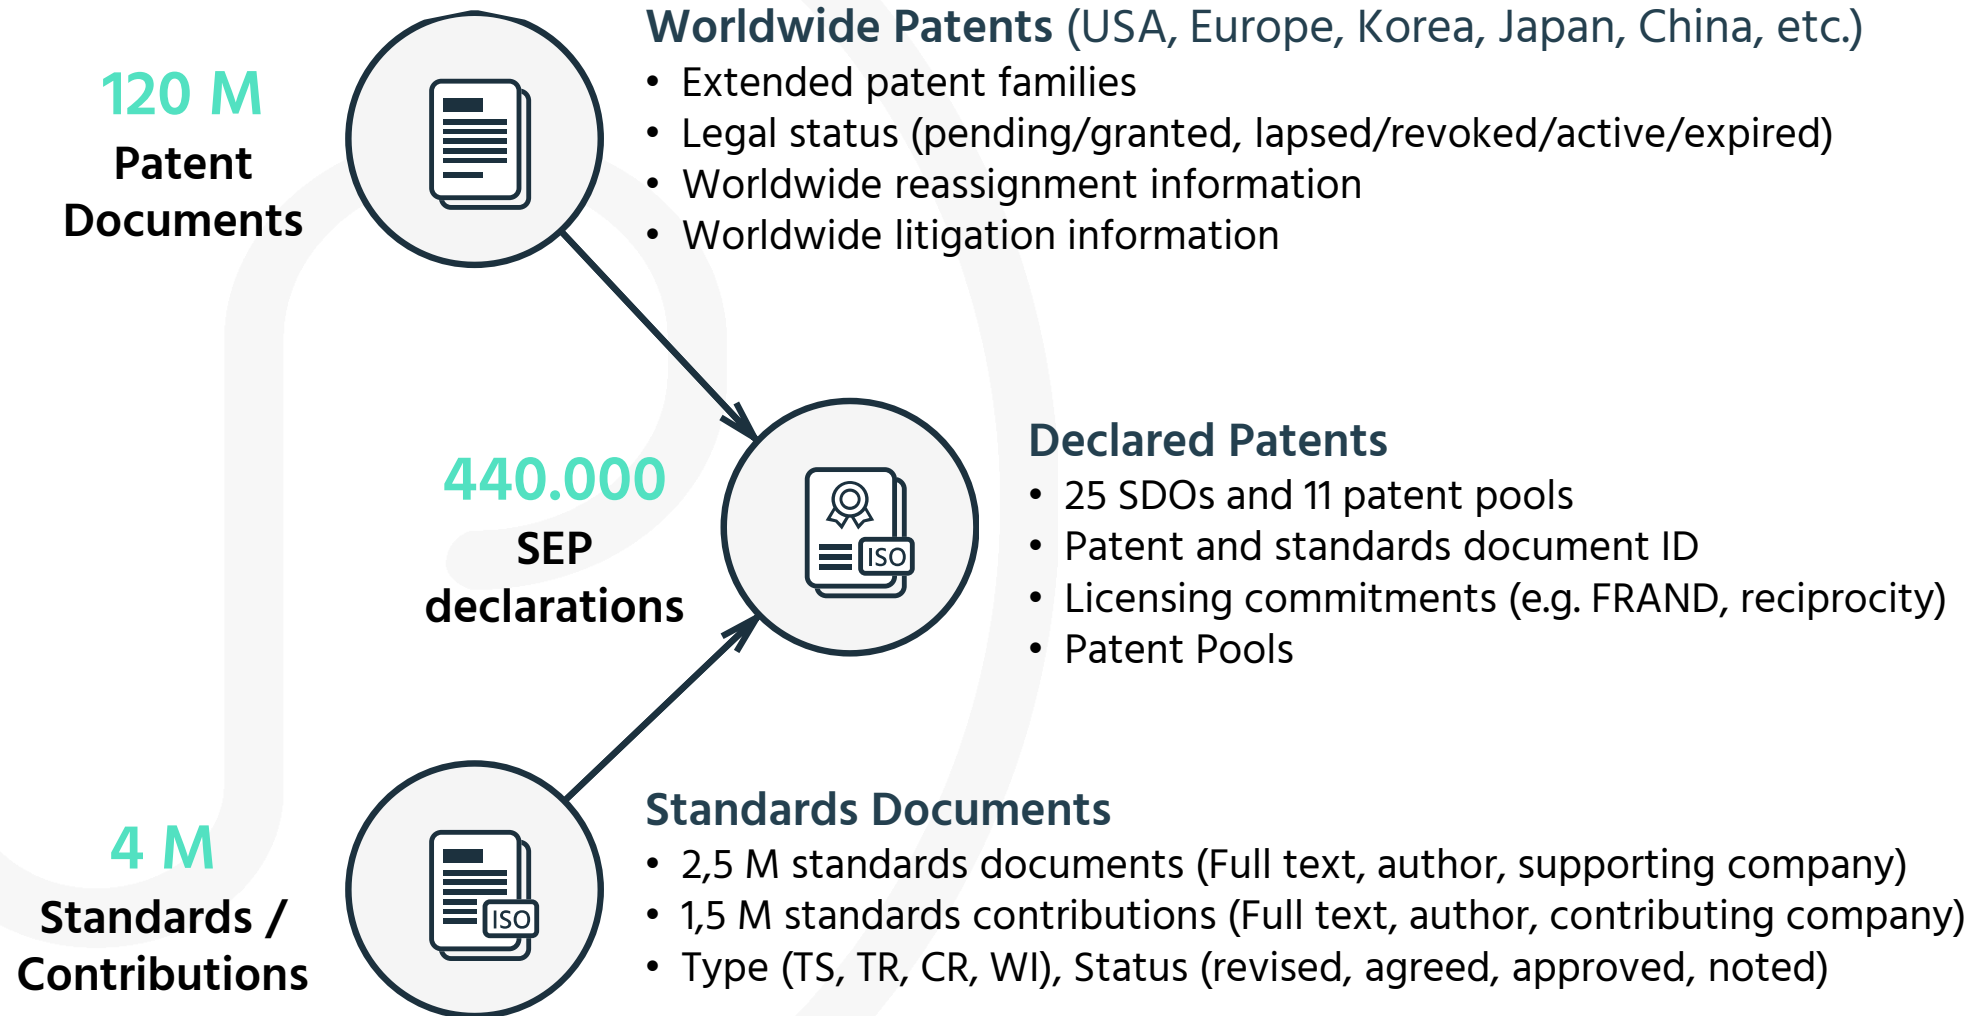 120 M
Patent
Documents
Worldwide Patents (USA, Europe, Korea, Japan, China, etc.)
• Extended patent families
• Legal status (pending/granted, lapsed/revoked/active/expired)
• Worldwide reassignment information
• Worldwide litigation information
440.000
SEP
declarations
ISO
Declared Patents
• 25 SDOs and 11 patent pools
• Patent and standards document ID
• Licensing commitments (e.g. FRAND, reciprocity)
• Patent Pools
4 M
Standards /
Contributions
ISO
Standards Documents
• 2,5 M standards documents (Full text, author, supporting company)
• 1,5 M standards contributions (Full text, author, contributing company)
• Type (TS, TR, CR, WI), Status (revised, agreed, approved, noted)